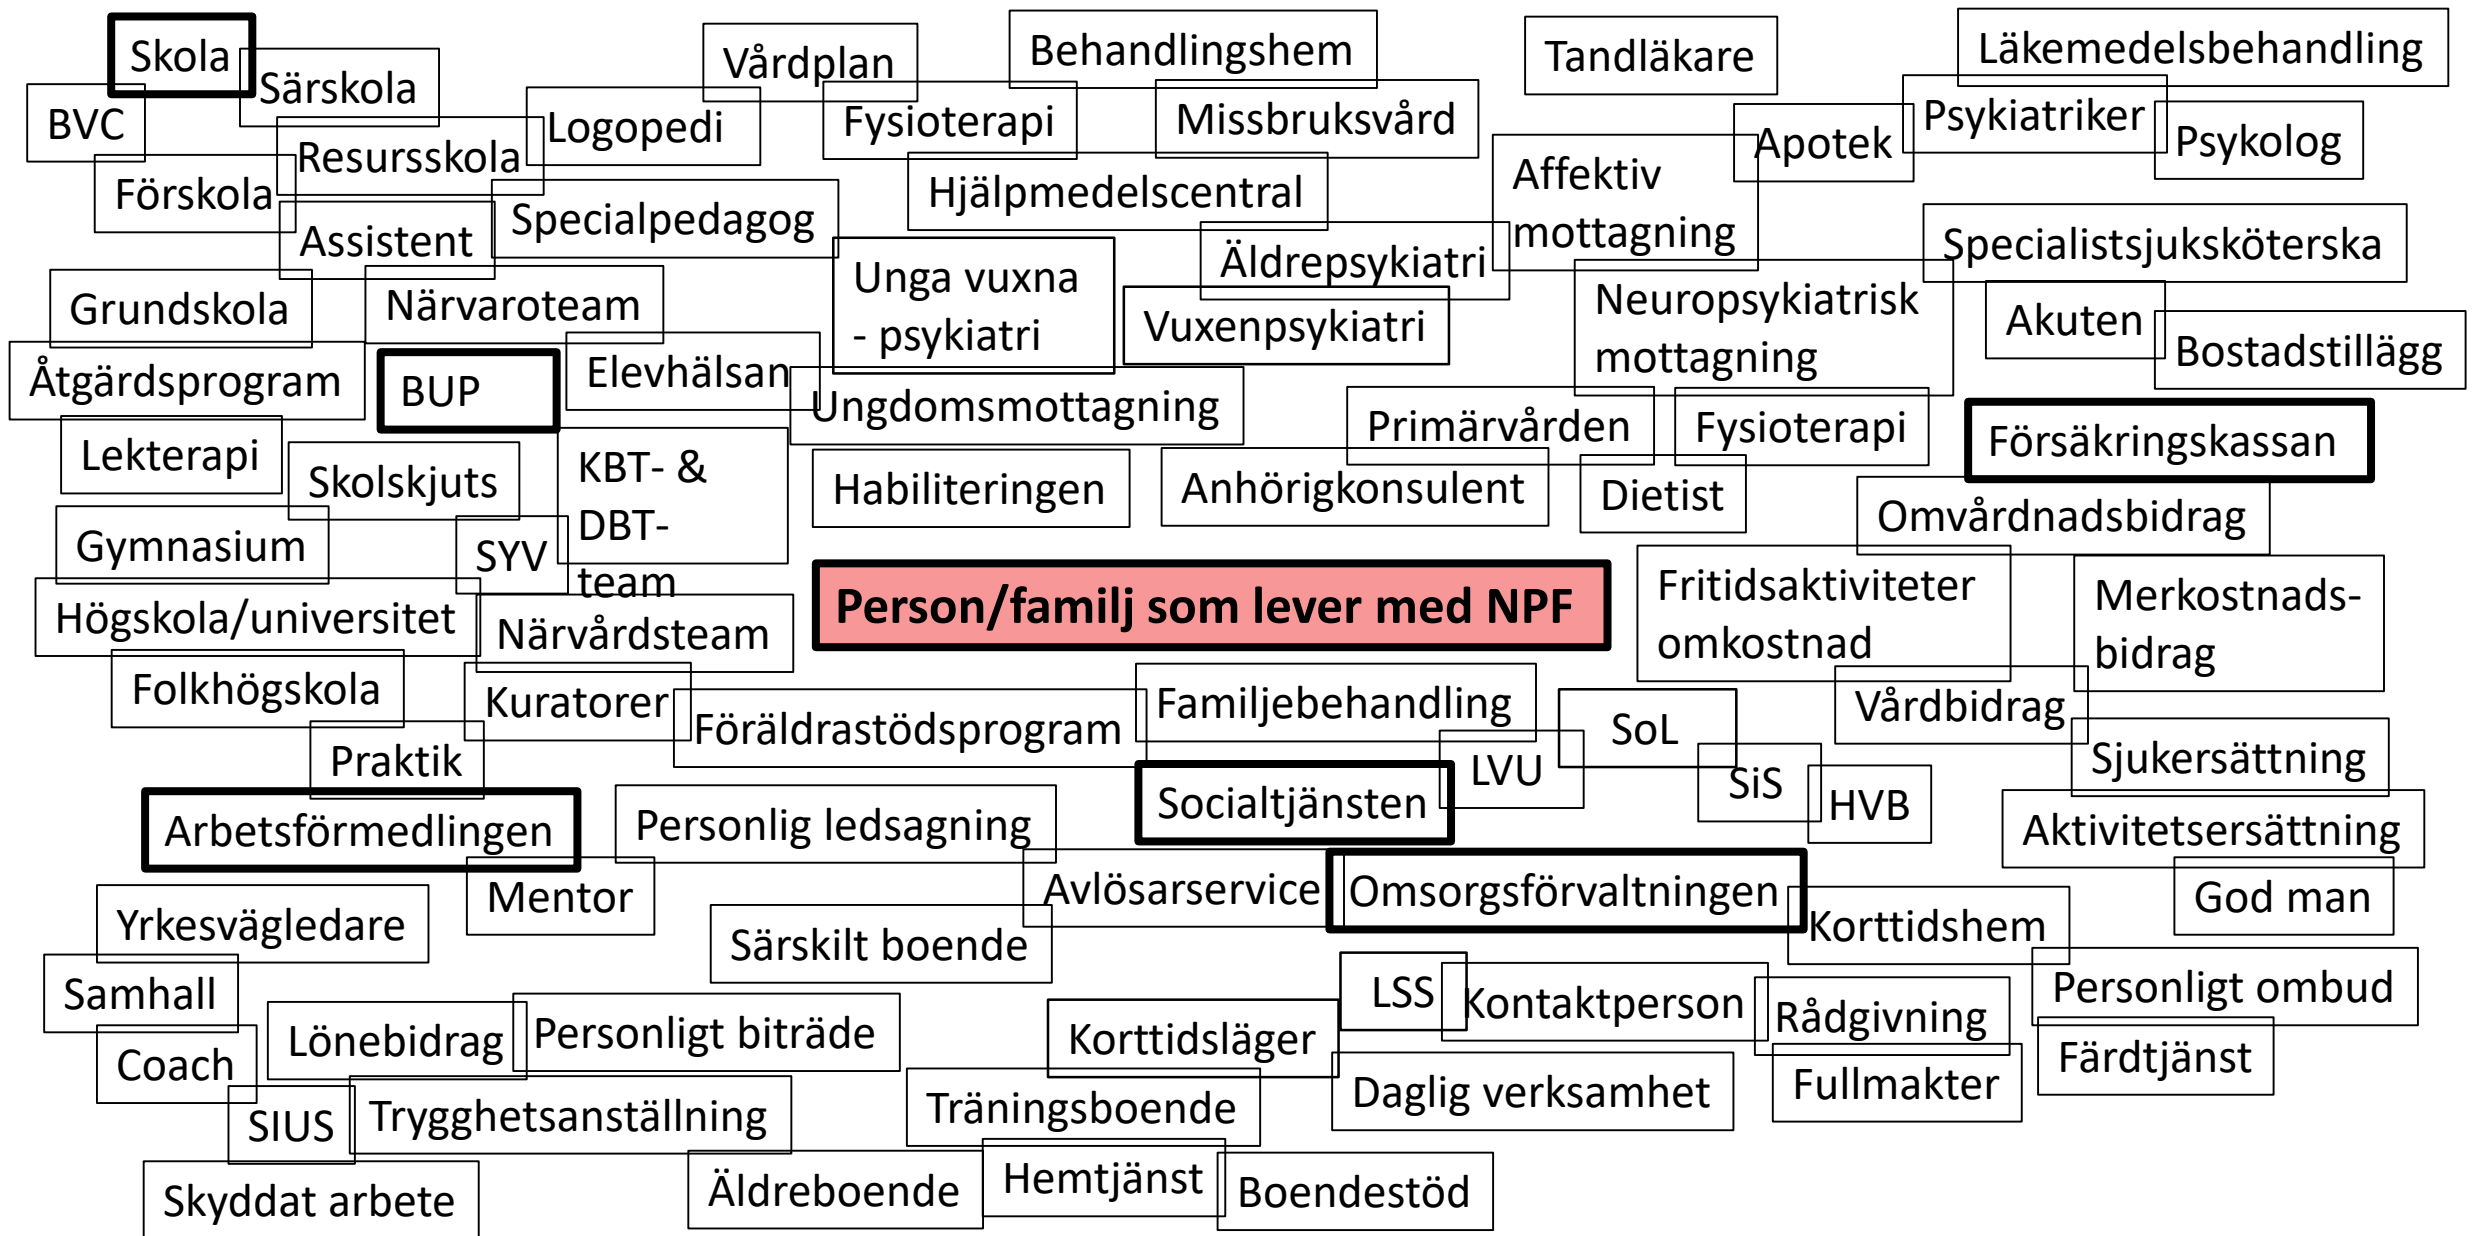 Skola
Särskola
BVC
Resursskola
Förskola
Assistent
Logopedi
Vårdplan
Specialpedagog
Fysioterapi
Behandlingshem
Missbruksvård
Hjälpmedelscentral
Tandläkare
Läkemedelsbehandling
Psykiatriker
Apotek
Psykolog
Affektiv
mottagning
Äldrepsykiatri
Specialistsjuksköterska
Grundskola
Närvaroteam
Unga vuxna
- psykiatri
Vuxenpsykiatri
Neuropsykiatrisk
mottagning
Akuten
Bostadstillägg
Åtgärdsprogram
BUP
Elevhälsan
Ungdomsmottagning
Primärvården
Fysioterapi
Försäkringskassan
Lekterapi
Skolskjuts
KBT- &
DBT-
team
Habiliteringen
Anhörigkonsulent
Dietist
Omvårdnadsbidrag
Gymnasium
SYV
Person/familj som lever med NPF
Fritidsaktiviteter
omkostnad
Merkostnads-
bidrag
Högskola/universitet
Närvårdsteam
Folkhögskola
Kuratorer
Föräldrastödsprogram
Familjebehandling
SoL
Vårdbidrag
Praktik
LVU
SiS
HVB
Sjukersättning
Arbetsförmedlingen
Personlig ledsagning
Socialtjänsten
Aktivitetsersättning
Mentor
Avlösarservice
Omsorgsförvaltningen
God man
Yrkesvägledare
Särskilt boende
Korttidshem
Samhall
LSS
Kontaktperson
Rådgivning
Personligt ombud
Coach
Lönebidrag
Personligt biträde
Korttidsläger
Färdtjänst
SIUS
Trygghetsanställning
Träningsboende
Daglig verksamhet
Fullmakter
Skyddat arbete
Äldreboende
Hemtjänst
Boendestöd